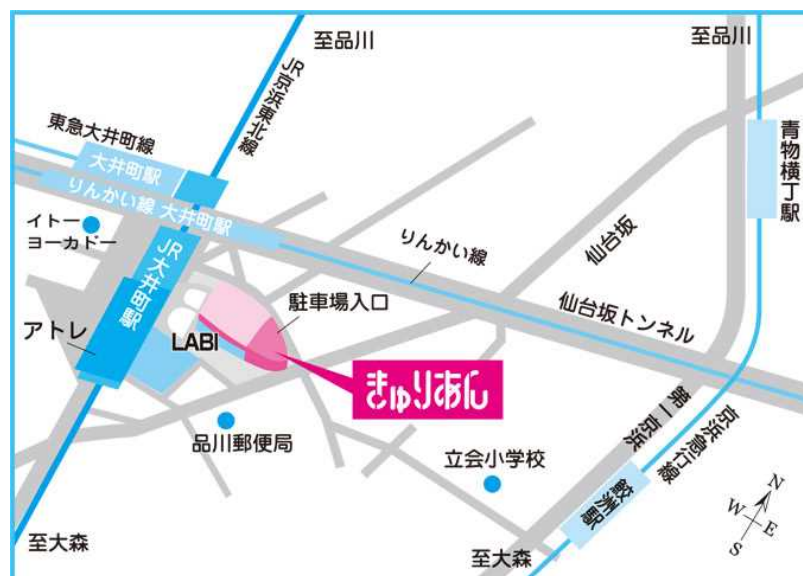 至品川
至品川
JR京浜東北線
東急大井町線
大井町駅
りんかい線 大井町駅
青物横丁駅
イトー
ヨーカドー
JR大井町駅
りんかい線
仙台坂
駐車場入口
仙台坂トンネル
アトレ
LABI
きゅりあん
第一京浜
京浜急行線
品川郵便局
立会小学校
鮫洲駅
N
W
E
S
至大森
至大森